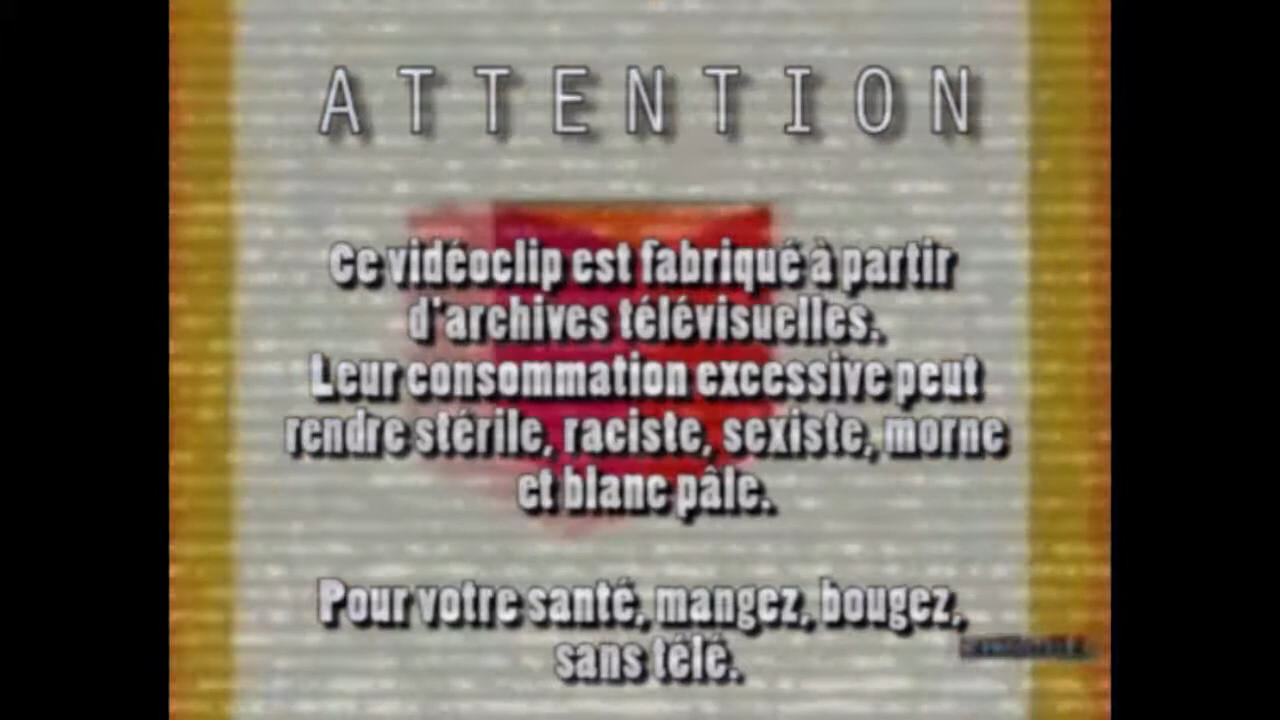 ATTENTION
Ce vidéoclip est fabriqué à partir
d'archives télévisuelles.
Leur consommation excessive peut
rendre stérile, raciste, sexiste, morne
et blanc pâle.
Pour votre santé, mangez, bougez,
sans télé.